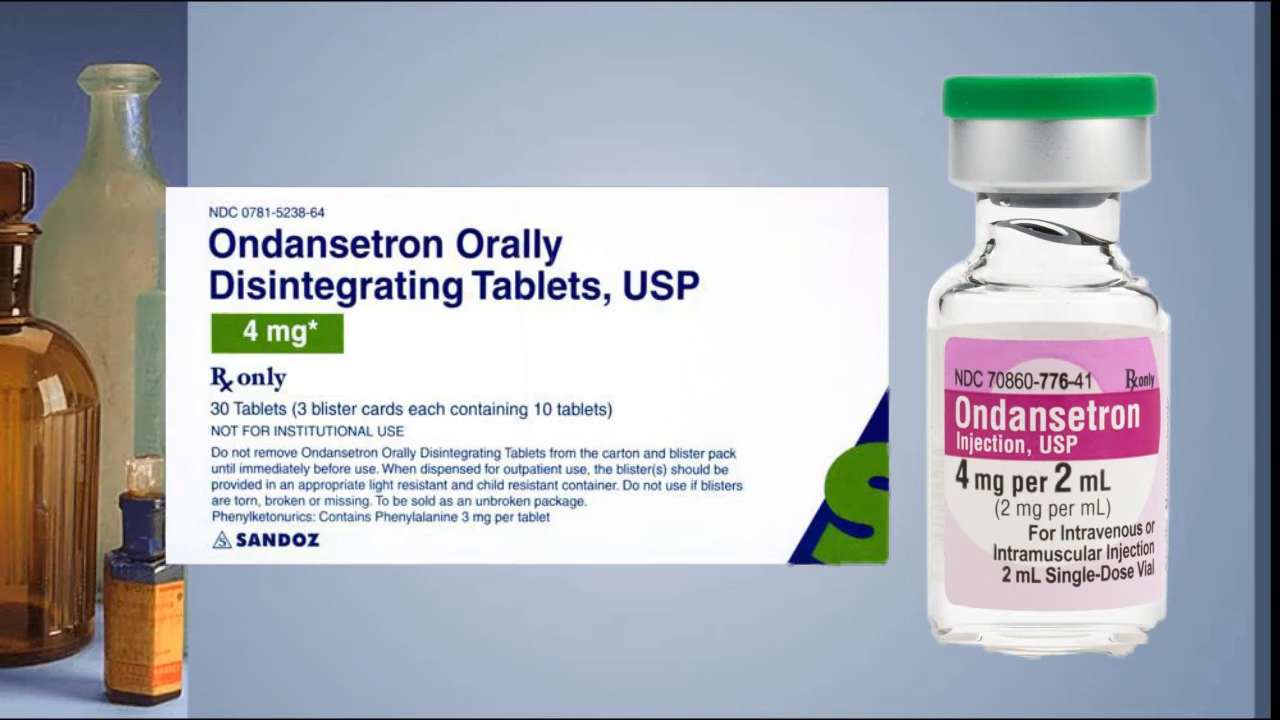 NDC 0781-5238-64
Ondansetron Orally
Disintegrating Tablets, USP
4 mg*
Rx only
30 Tablets (3 blister cards each containing 10 tablets)
NOT FOR INSTITUTIONAL USE
Do not remove Ondansetron Orally Disintegrating Tablets from the carton and blister pack
until immediately before use. When dispensed for outpatient use, the blister(s) should be
provided in an appropriate light resistant and child resistant container. Do not use if blisters
are torn, broken or missing. To be sold as an unbroken package.
Phenylketonurics: Contains Phenylalanine 3 mg per tablet
S SANDOZ
S
NDC 70860-776-41 Rx only
Ondansetron
Injection, USP
4 mg per 2 mL
(2 mg per mL)
For Intravenous or
Intramuscular Injection
2 mL Single-Dose Vial